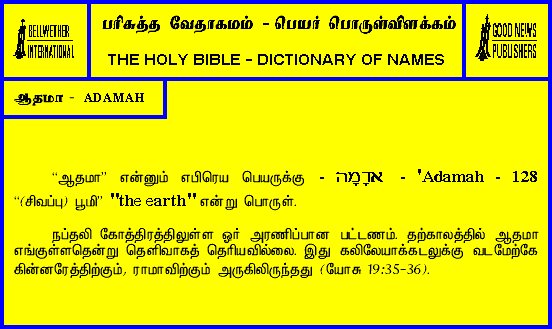 BELLWETHER
INTERNATIONAL
பரிசுத்த வேதாகமம் - பெயர் பொருள்விளக்கம்
THE HOLY BIBLE - DICTIONARY OF NAMES
GOOD NEWS
PUBLISHERS
ஆதமா - ADAMAH
“ஆதமா” என்னும் எபிரெய பெயருக்கு - אֲדָמָה - 'Adamah - 128
“(சிவப்பு) பூமி” "the earth" என்று பொருள்.
நப்தலி கோத்திரத்திலுள்ள ஓர் அரணிப்பான பட்டணம். தற்காலத்தில் ஆதமா
எங்குள்ளதென்று தெளிவாகத் தெரியவில்லை. இது கலிலேயாக்கடலுக்கு வடமேற்கே
கின்னரேத்திற்கும், ராமாவிற்கும் அருகிலிருந்தது (யோசு 19:35-36).